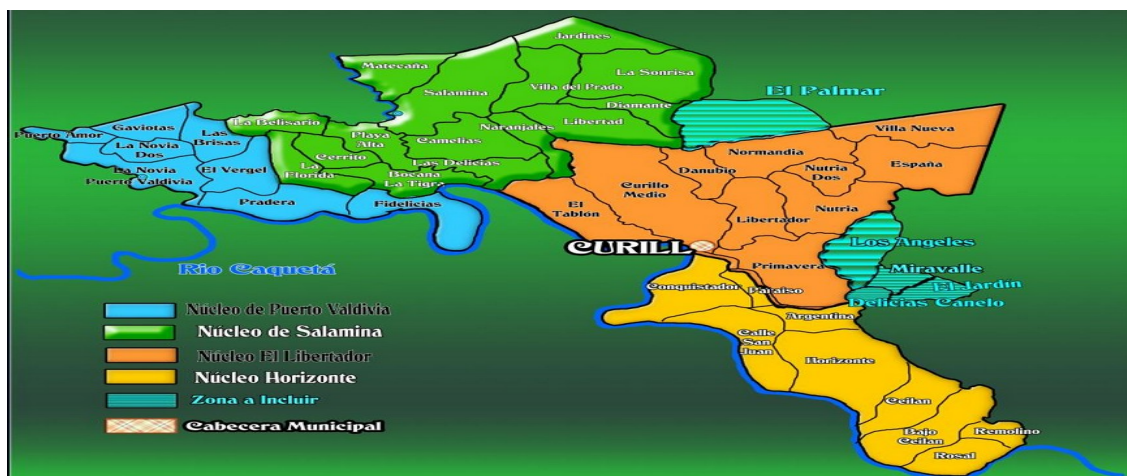 Jardines
Matecaña
La Sonrisa
Salamina
Villa del Prado
El Palmar
Diamante
La Belisario
Naranjales
Libertad
Villa Nueva
Puerto Amor
Gaviotas
Las
Brisas
Playa
Alta
Camelias
La Novia
Dos
Cerrito
Las Delicias
Normandia
España
La Novia
Puerto Valdivia
El Vergel
La
Florida
Bocana
La Tigra
Danubio
Nutria
Dos
Curillo
Medio
Pradera
Fidelicias
El
Tablon
Libertador
Nutria
CURILL
Los Angeles
Rio Caquetá
Primavera
Miravalle
El Jardín
Conquistador
Paraiso
Delicias Canelo
Argentina
Calle
San
Juan
Horizonte
Ceilan
Bajo
Ceilan
Remolino
Rosal
Núcleo de Puerto Valdivia
Núcleo de Salamina
Núcleo El Libertador
Núcleo Horizonte
Zona a Incluir
Cabecera Municipal